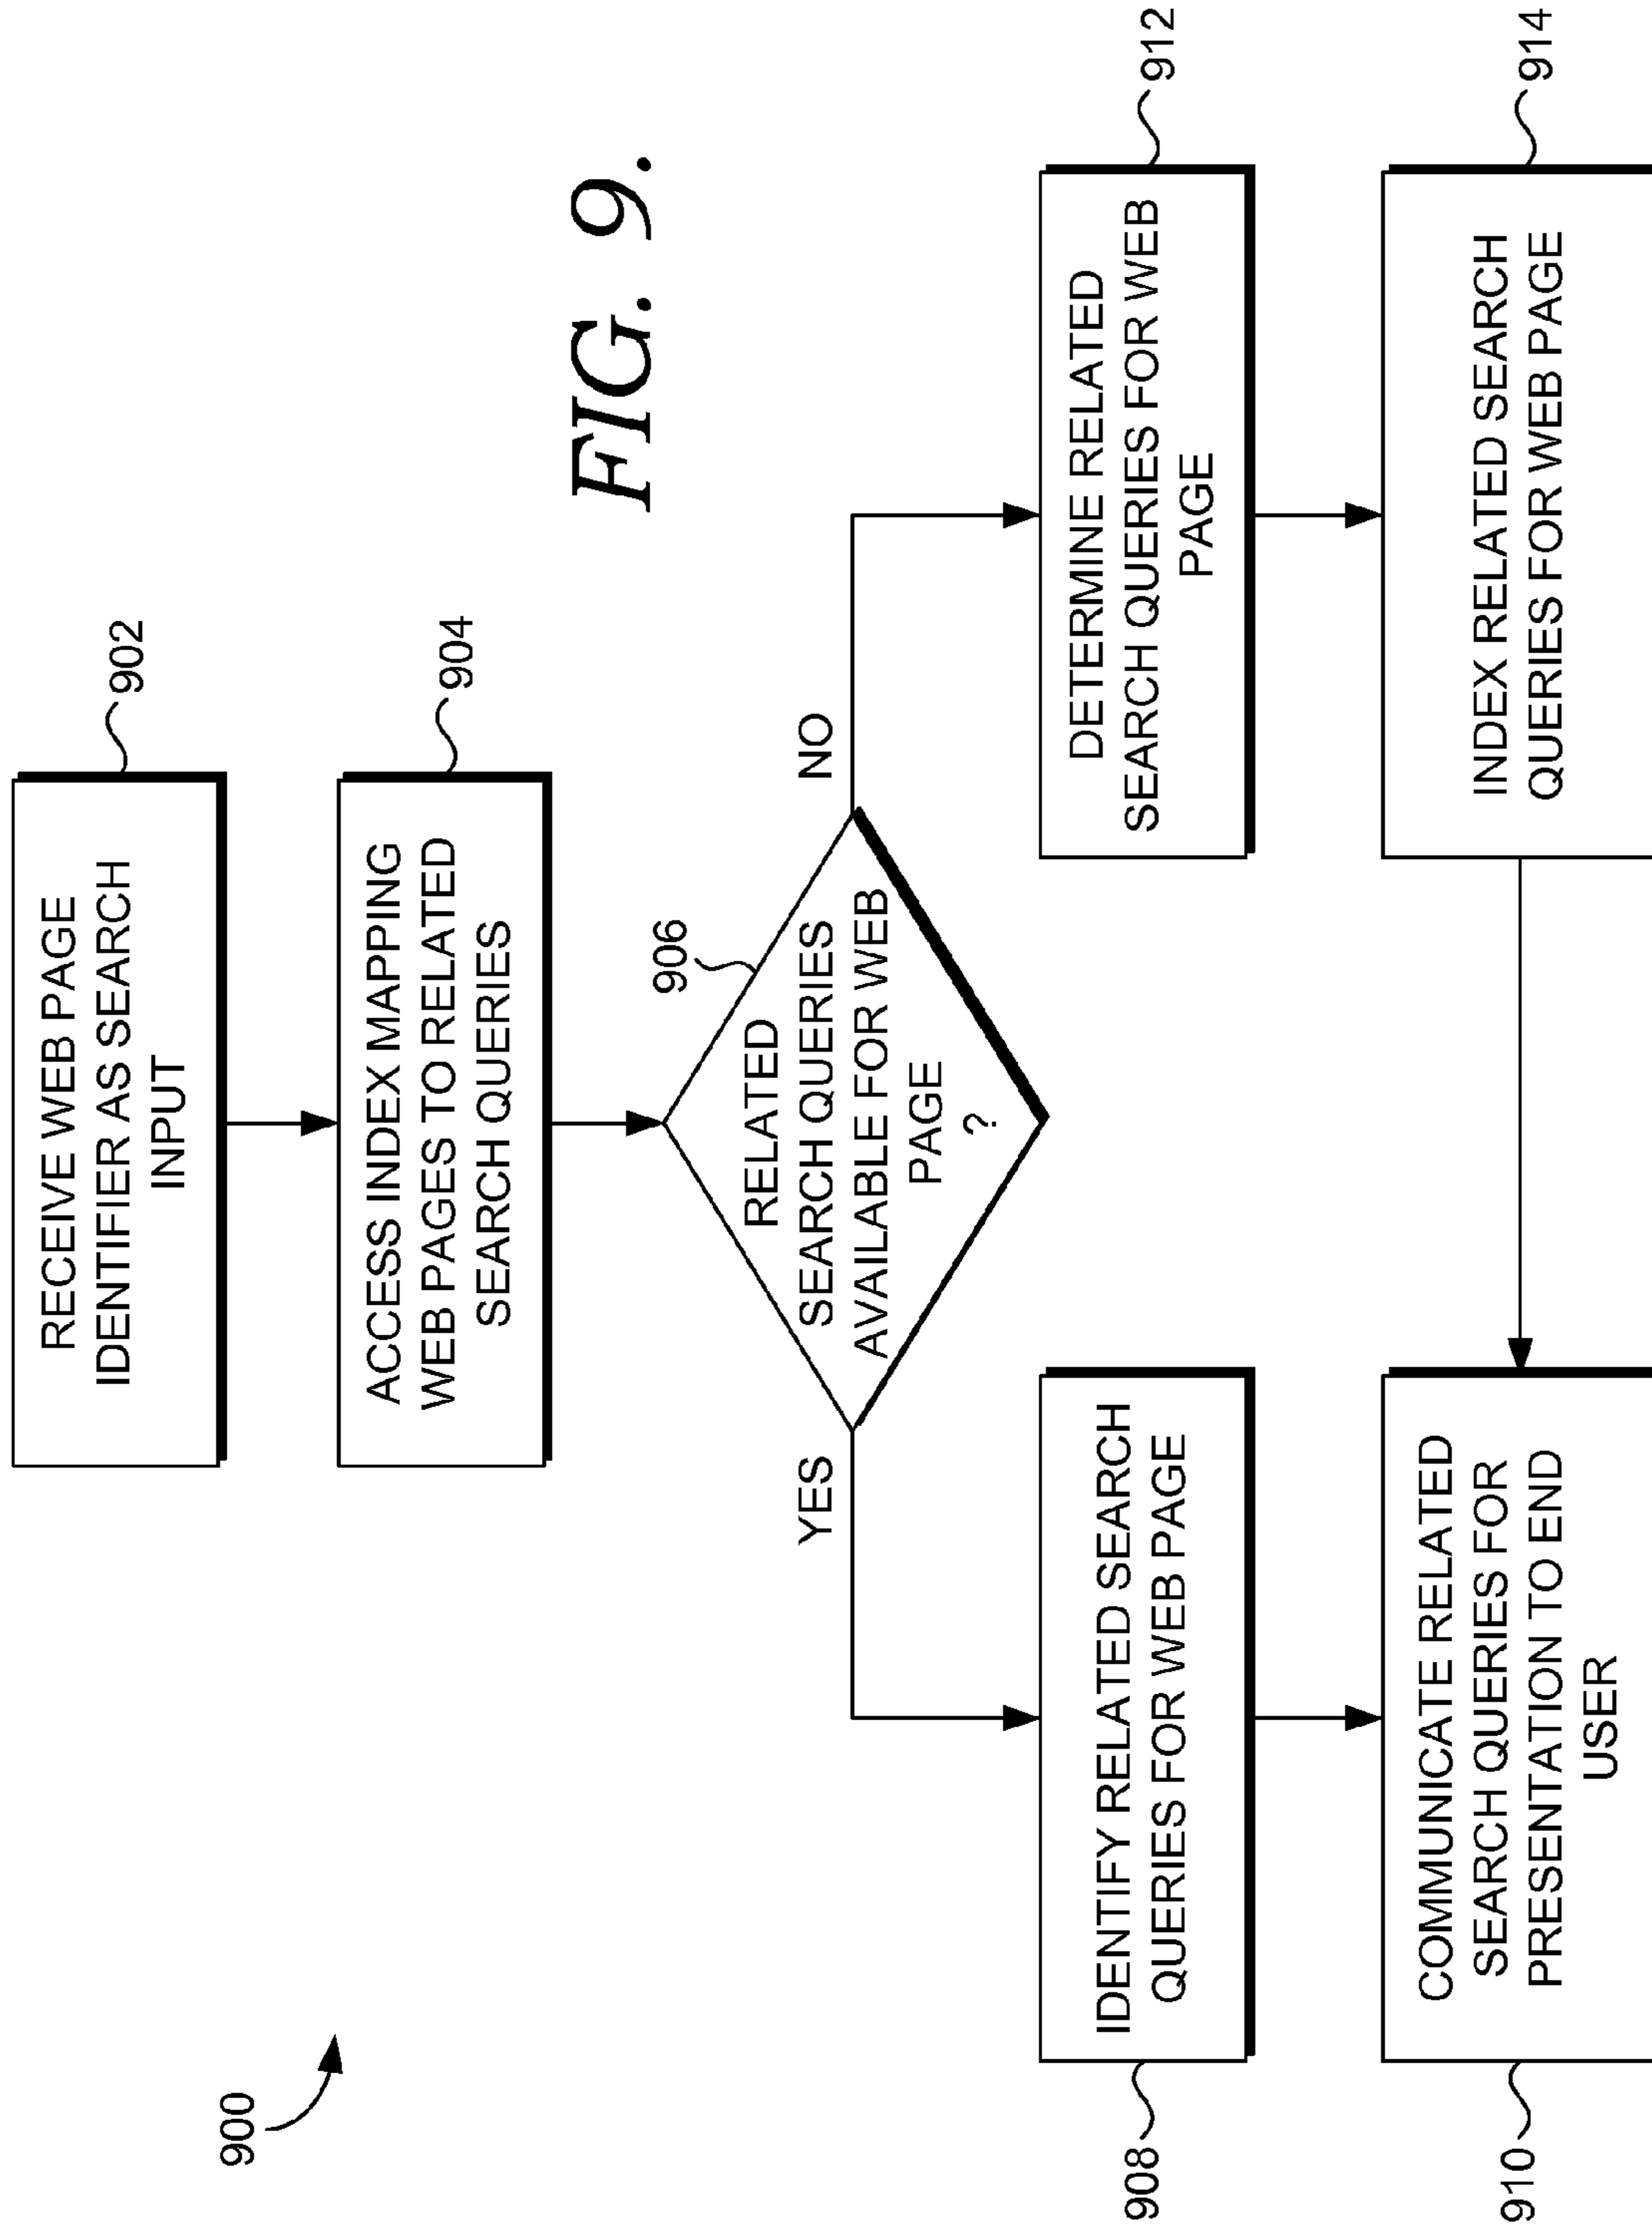 900
RECEIVE WEB PAGE
IDENTIFIER AS SEARCH
INPUT
902
ACCESS INDEX MAPPING
WEB PAGES TO RELATED
SEARCH QUERIES
904
906
RELATED
SEARCH QUERIES
AVAILABLE FOR WEB
PAGE
?
YES
NO
IDENTIFY RELATED SEARCH
QUERIES FOR WEB PAGE
908
DETERMINE RELATED
SEARCH QUERIES FOR WEB
PAGE
912
COMMUNICATE RELATED
SEARCH QUERIES FOR
PRESENTATION TO END
USER
910
INDEX RELATED SEARCH
QUERIES FOR WEB PAGE
914
FIG. 9.